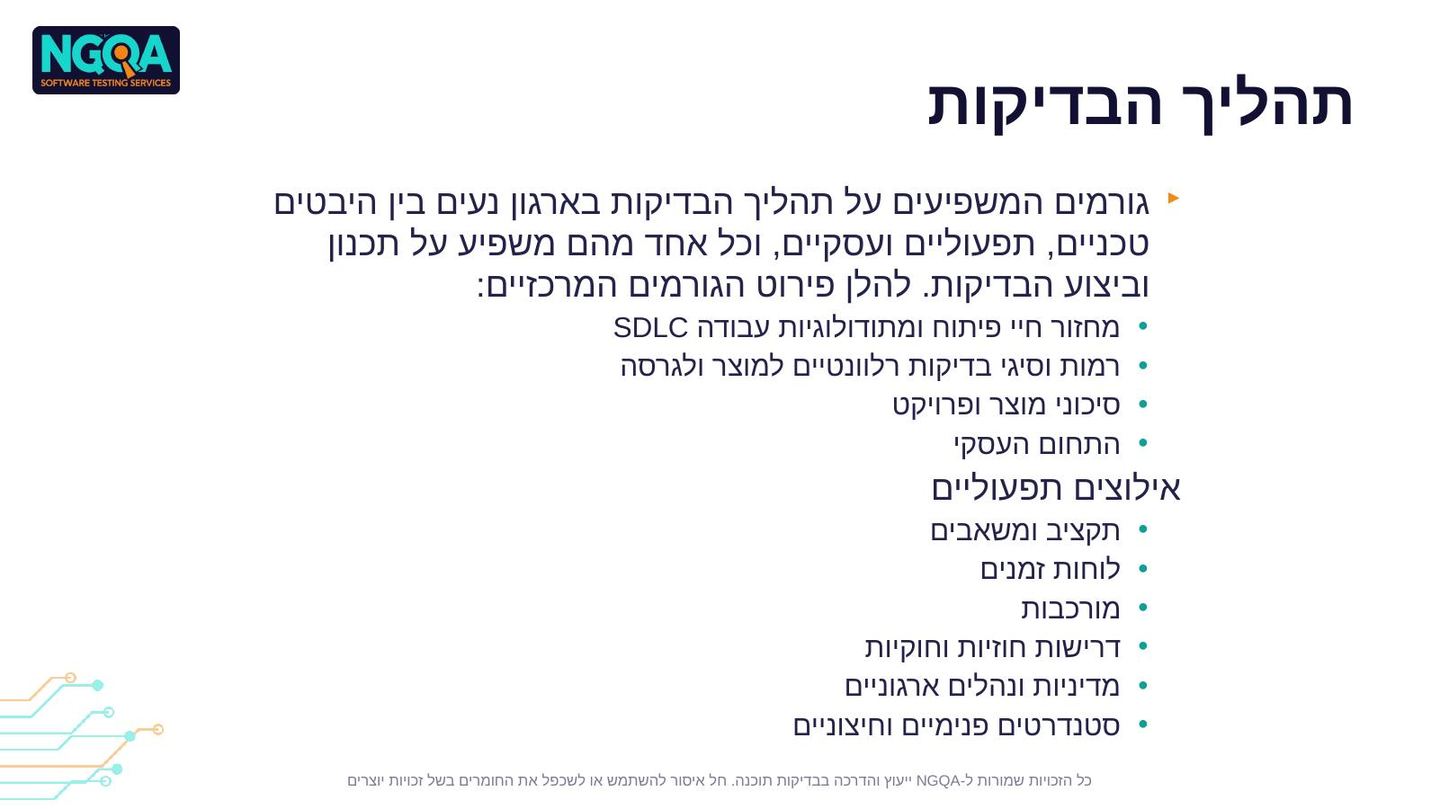 NGQA
SOFTWARE TESTING SERVICES
תהליך הבדיקות
גורמים המשפיעים על תהליך הבדיקות בארגון נעים בין היבטים
טכניים, תפעוליים ועסקיים, וכל אחד מהם משפיע על תכנון
וביצוע הבדיקות. להלן פירוט הגורמים המרכזיים:
מחזור חיי פיתוח ומתודולוגיות עבודה SDLC
רמות וסיגי בדיקות רלוונטיים למוצר ולגרסה
סיכוני מוצר ופרויקט
התחום העסקי
אילוצים תפעוליים
תקציב ומשאבים
לוחות זמנים
מורכבות
דרישות חוזיות וחוקיות
מדיניות ונהלים ארגוניים
סטנדרטים פנימיים וחיצוניים
כל הזכויות שמורות ל-NGQA ייעוץ והדרכה בבדיקות תוכנה. חל איסור להשתמש או לשכפל את החומרים בשל זכויות יוצרים